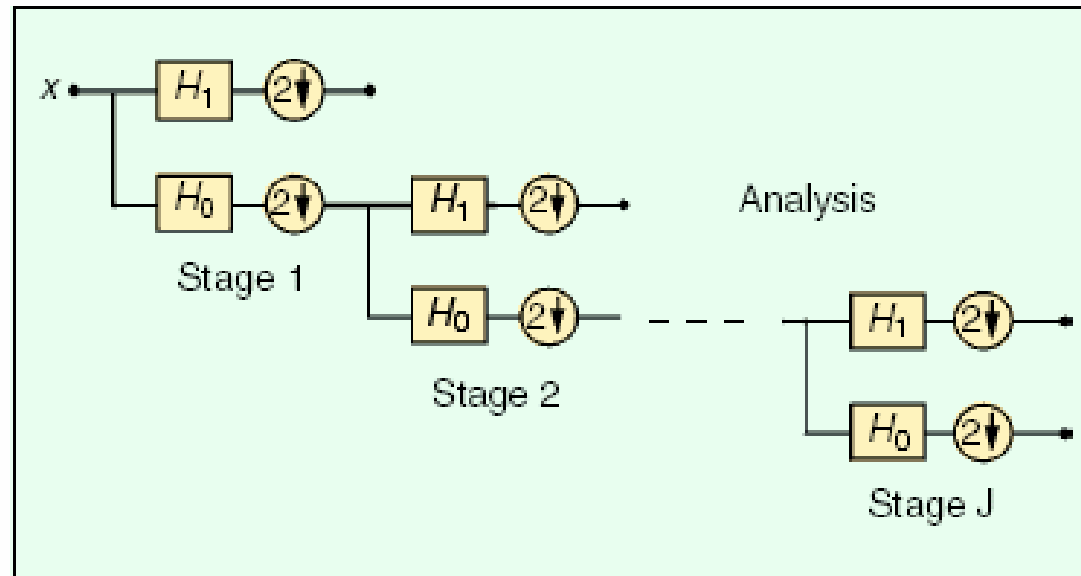 x H₁ 2↓
H₀ 2↓ H₁ 2↓ Analysis
Stage 1
H₀ 2↓ H₁ 2↓
Stage 2
H₀ 2↓
Stage J